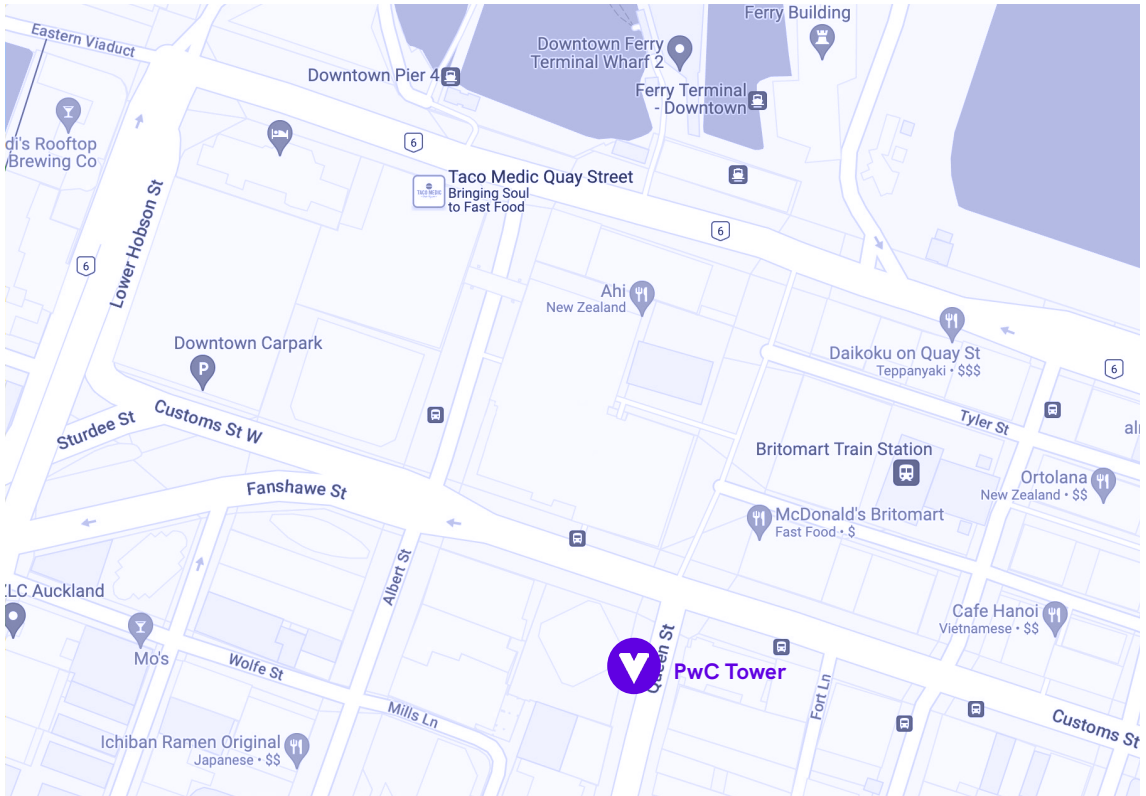 Ferry Building
Eastern Viaduct
Downtown Ferry
Terminal Wharf 2
Downtown Pier 4
Ferry Terminal
- Downtown
di's Rooftop
Brewing Co
6
Taco Medic Quay Street
Bringing Soul
to Fast Food
TACO MEDIC
6
Lower Hobson St
6
Ahi
New Zealand
Downtown Carpark
P
Daikoku on Quay St
Teppanyaki • $$$
6
Customs St W
Sturdee St
Tyler St
Britomart Train Station
Ortolana
New Zealand • $$
Fanshawe St
McDonald's Britomart
Fast Food • $
Albert St
ZLC Auckland
Cafe Hanoi
Vietnamese • $$
Mo's
Wolfe St
Queen St
PwC Tower
Fort Ln
Mills Ln
Customs St
Ichiban Ramen Original
Japanese • $$